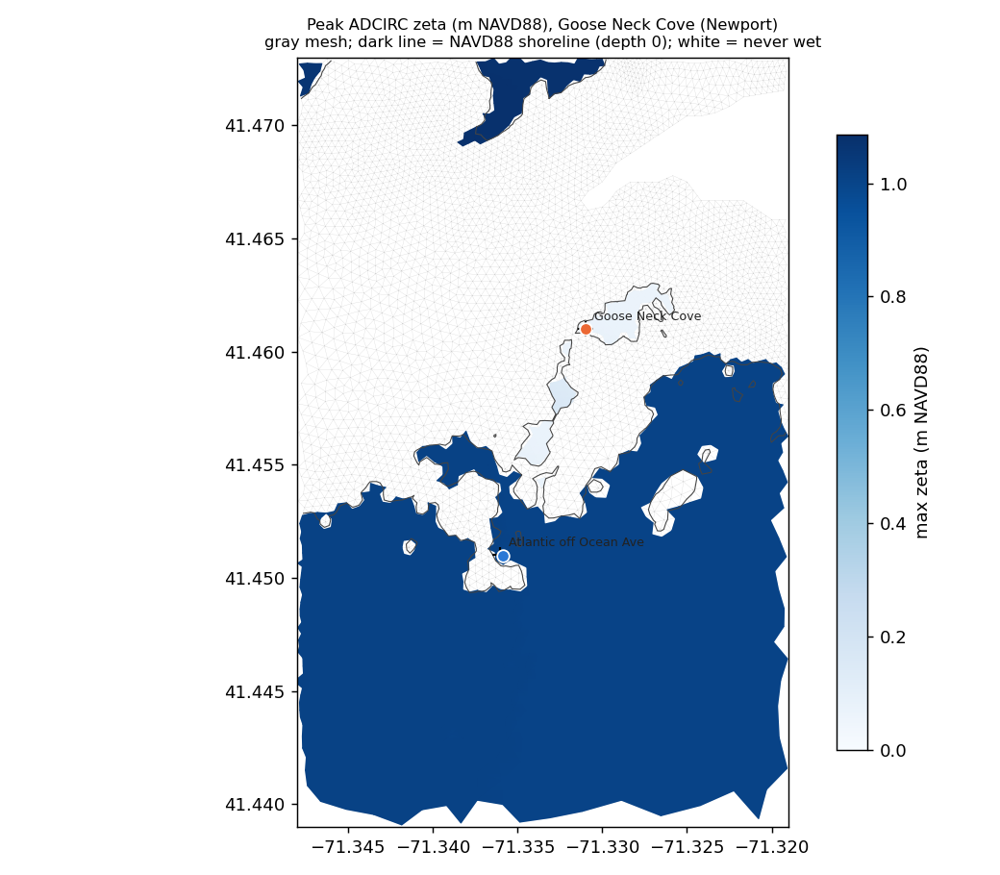 Peak ADCIRC zeta (m NAVD88), Goose Neck Cove (Newport)
gray mesh; dark line = NAVD88 shoreline (depth 0); white = never wet
41.470
41.465
41.460
41.455
41.450
41.445
41.440
Goose Neck Cove
Atlantic off Ocean Ave
−71.345 −71.340 −71.335 −71.330 −71.325 −71.320
1.0
0.8
0.6
0.4
0.2
0.0
max zeta (m NAVD88)